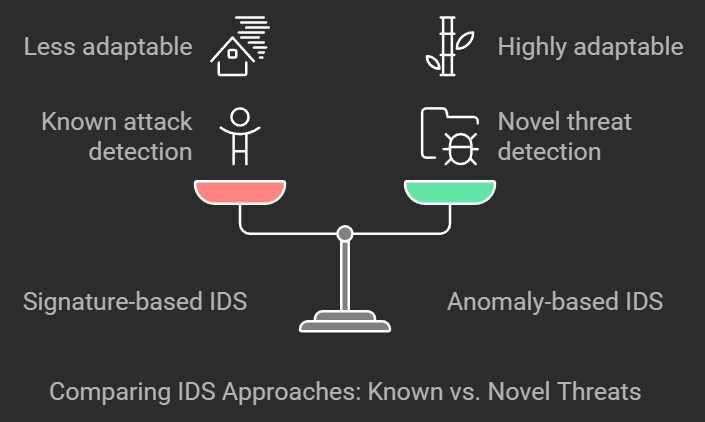 Less adaptable
Highly adaptable
Known attack
detection
Novel threat
detection
Signature-based IDS
Anomaly-based IDS
Comparing IDS Approaches: Known vs. Novel Threats